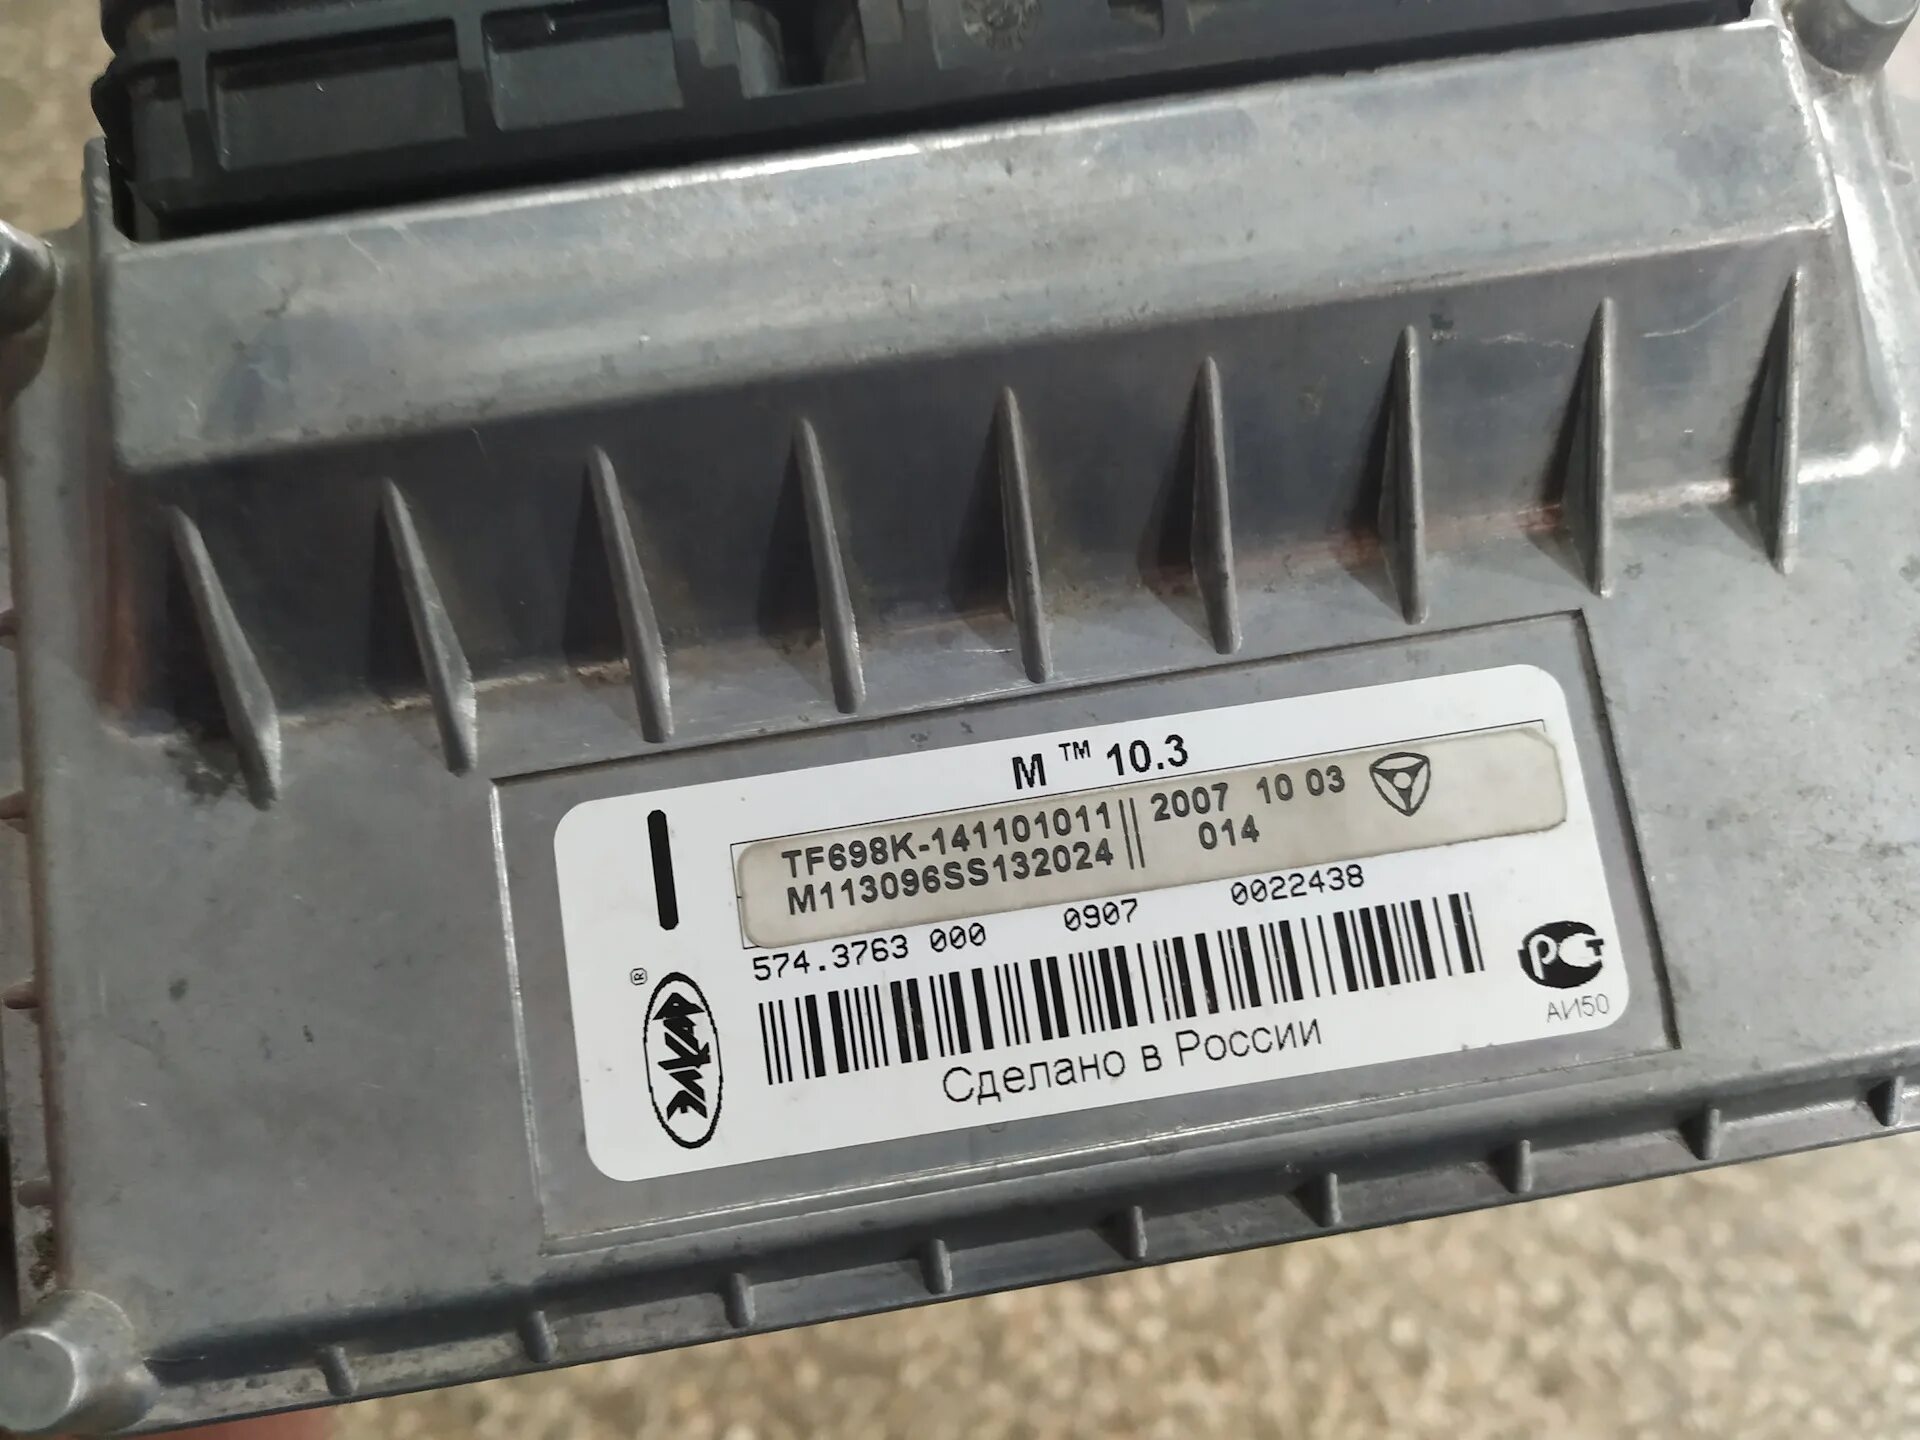 M ™ 10.3
TF698K-141101011 2007 10 03
M113096SS132024 014
574.3763 000 0907 0022438
Сделано в России
®
ЭЛКАР
РСТ
АИ50